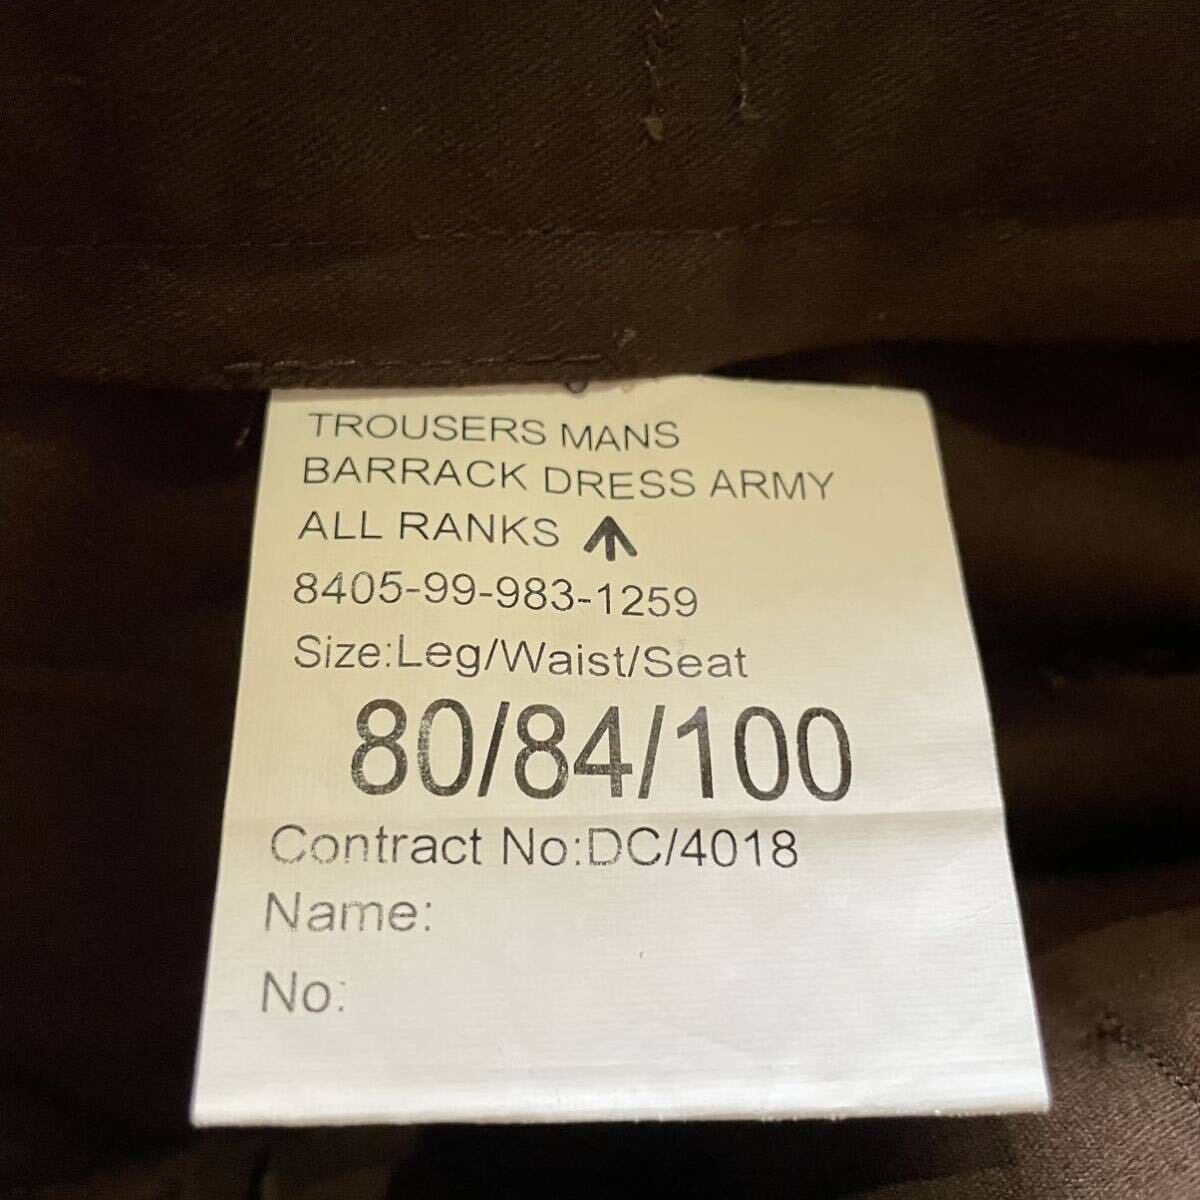 TROUSERS MANS
BARRACK DRESS ARMY
ALL RANKS
8405-99-983-1259
Size:Leg/Waist/Seat
80/84/100
Contract No:DC/4018
Name:
No: